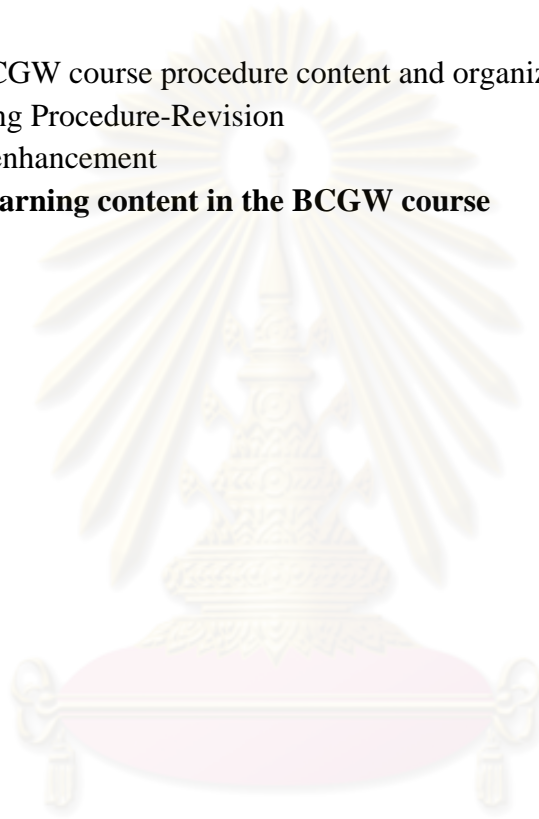 CGW course procedure content and organiz
ng Procedure-Revision
enhancement
arning content in the BCGW course